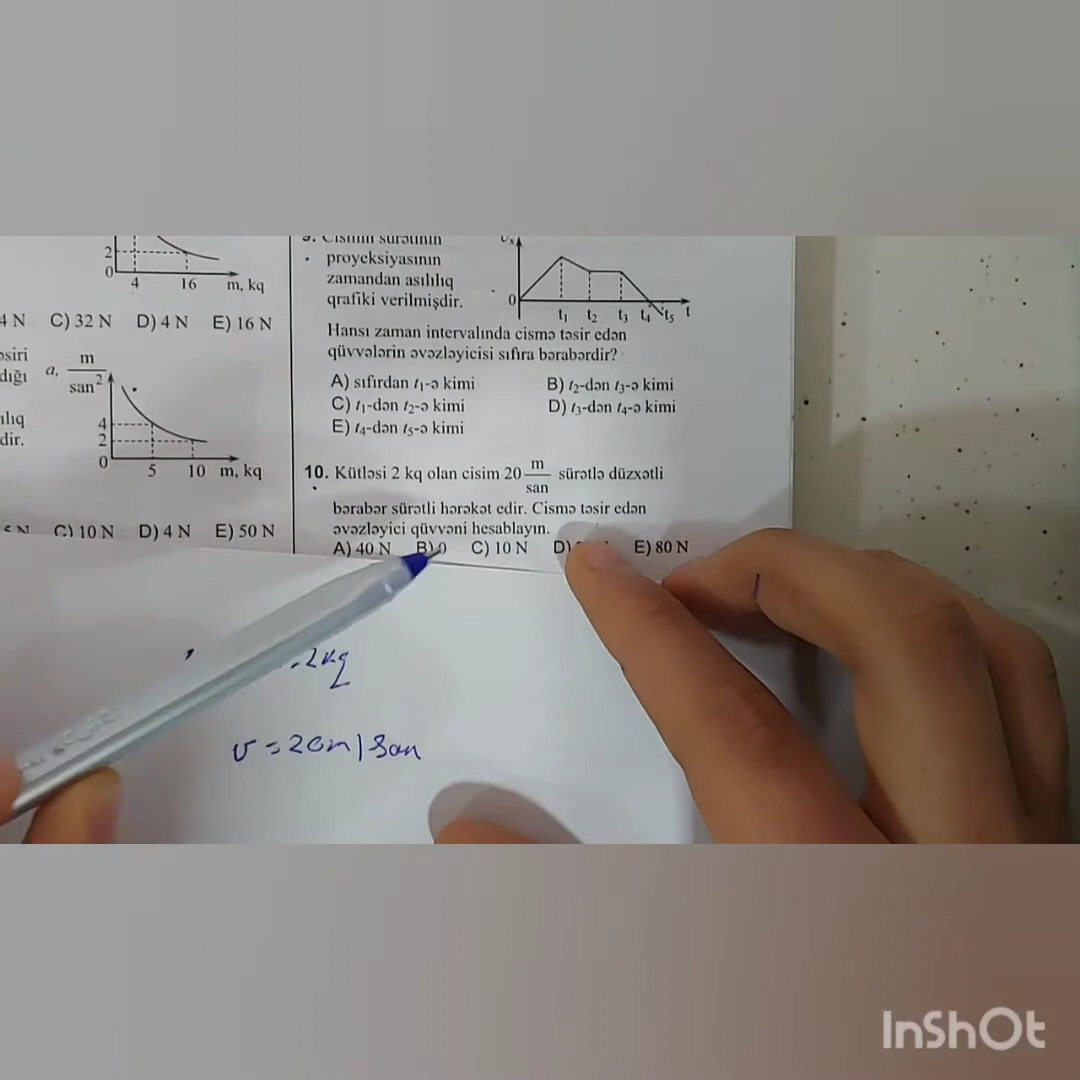 2
0
4
16
m, kq
4 N C) 32 N D) 4 N E) 16 N
a, m/san²
4
2
0
5
10
m, kq
C) 10 N D) 4 N E) 50 N
proyeksiyasının
zamandan asılılıq
qrafiki verilmişdir.
0
t₁ t₂ t₃ t₄ t₅ t
Hansı zaman intervalında cismə təsir edən
qüvvələrin əvəzləyicisi sıfıra bərabərdir?
A) sıfırdan t₁-ə kimi B) t₂-dən t₃-ə kimi
C) t₁-dən t₂-ə kimi D) t₃-dən t₄-ə kimi
E) t₄-dən t₅-ə kimi
10. Kütləsi 2 kq olan cisim 20 m/san sürətlə düzxətli
bərabər sürətli hərəkət edir. Cismə təsir edən
əvəzləyici qüvvəni hesablayın.
A) 40 N B) 0 C) 10 N E) 80 N
2kq
InShOt